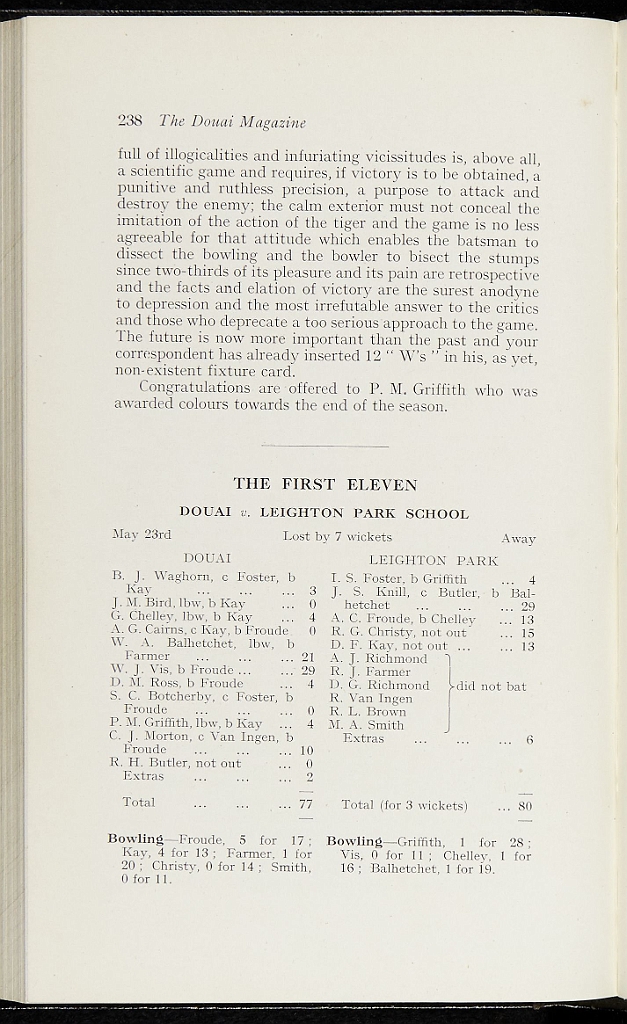 238 The Douai Magazine
full of illogicalities and infuriating vicissitudes is, above all,
a scientific game and requires, if victory is to be obtained, a
punitive and ruthless precision, a purpose to attack and
destroy the enemy; the calm exterior must not conceal the
imitation of the action of the tiger and the game is no less
agreeable for that attitude which enables the batsman to
dissect the bowling and the bowler to bisect the stumps
since two-thirds of its pleasure and its pain are retrospective
and the facts and elation of victory are the surest anodyne
to depression and the most irrefutable answer to the critics
and those who deprecate a too serious approach to the game.
The future is now more important than the past and your
correspondent has already inserted 12 “ W's ” in his, as yet,
non-existent fixture card.
Congratulations are offered to P. M. Griffith who was
awarded colours towards the end of the season.
THE FIRST ELEVEN
DOUAI v. LEIGHTON PARK SCHOOL
May 23rd Lost by 7 wickets Away
DOUAI
B. J. Waghorn, c Foster, b
Kay ... ... ... 3
J. M. Bird, lbw, b Kay ... 0
G. Chelley, lbw, b Kay ... 4
A. G. Cairns, c Kay, b Froude 0
W. A. Balhetchet, lbw, b
Farmer ... ... ... 21
W. J. Vis, b Froude ... ... 29
D. M. Ross, b Froude ... 4
S. C. Botcherby, c Foster, b
Froude ... ... ... 0
P. M. Griffith, lbw, b Kay ... 4
C. J. Morton, c Van Ingen, b
Froude ... ... ... 10
R. H. Butler, not out ... 0
Extras ... ... ... 2
Total ... ... ... 77
Bowling—Froude, 5 for 17 ;
Kay, 4 for 13 ; Farmer, 1 for
20 ; Christy, 0 for 14 ; Smith,
0 for 11.
LEIGHTON PARK
I. S. Foster, b Griffith ... 4
J. S. Knill, c Butler, b Bal-
hetchet ... ... ... 29
A. C. Froude, b Chelley ... 13
R. G. Christy, not out ... 15
D. F. Kay, not out ... ... 13
A. J. Richmond
R. J. Farmer
D. G. Richmond did not bat
R. Van Ingen
R. L. Brown
M. A. Smith
Extras ... ... ... 6
Total (for 3 wickets) ... 80
Bowling—Griffith, 1 for 28 ;
Vis, 0 for 11 ; Chelley, 1 for
16 ; Balhetchet, 1 for 19.